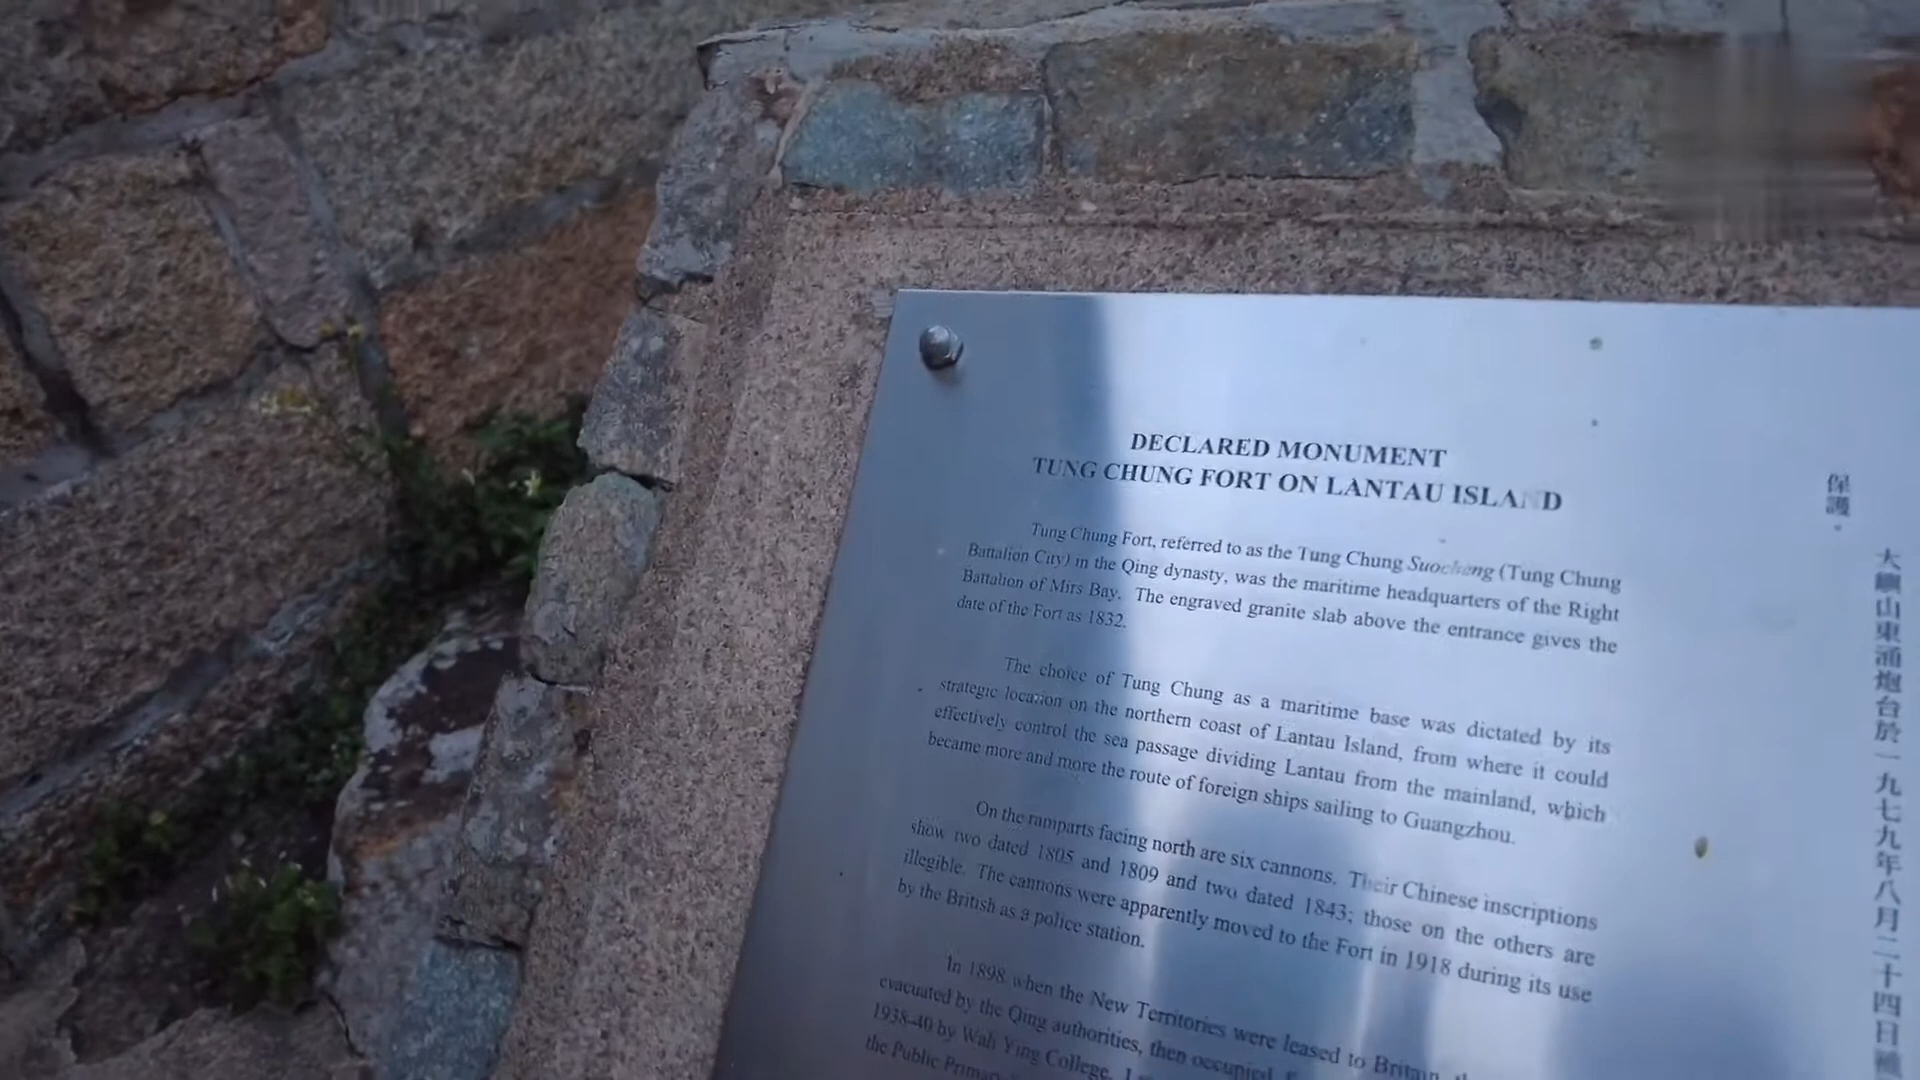 DECLARED MONUMENT
TUNG CHUNG FORT ON LANTAU ISLAND
Tung Chung Fort, referred to as the Tung Chung Suocheng (Tung Chung
Battalion City) in the Qing dynasty, was the maritime headquarters of the Right
Battalion of Mirs Bay. The engraved granite slab above the entrance gives the
date of the Fort as 1832.
The choice of Tung Chung as a maritime base was dictated by its
strategic location on the northern coast of Lantau Island, from where it could
effectively control the sea passage dividing Lantau from the mainland, which
became more and more the route of foreign ships sailing to Guangzhou.
On the ramparts facing north are six cannons. Their Chinese inscriptions
show two dated 1805 and 1809 and two dated 1843; those on the others are
illegible. The cannons were apparently moved to the Fort in 1918 during its use
by the British as a police station.
In 1898 when the New Territories were leased to Britain,
evacuated by the Qing authorities, then occupied
1938-40 by Wah Ying College.
the Public Primary
大嶼山東涌炮台於一九七九年八月二十四日
保護。